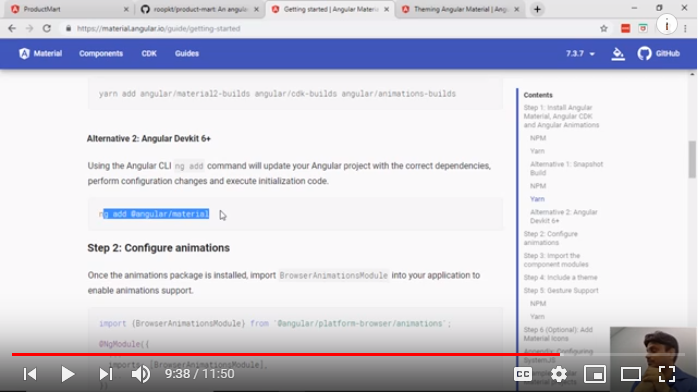 ProductMart
roopkit/product-mart: An angul
Getting started | Angular Materia
Theming Angular Material | Ang
https://material.angular.io/guide/getting-started
Material Components CDK Guides 7.3.7 GitHub
yarn add angular/material2-builds angular/cdk-builds angular/animations-builds
Alternative 2: Angular Devkit 6+
Using the Angular CLI ng add command will update your Angular project with the correct dependencies,
perform configuration changes and execute initialization code.
ng add @angular/material
Step 2: Configure animations
Once the animations package is installed, import BrowserAnimationsModule into your application to
enable animations support.
import {BrowserAnimationsModule} from '@angular/platform-browser/animations';
@NgModule({
imports: [BrowserAnimationsModule],
Contents
Step 1: Install Angular
Material, Angular CDK
and Angular Animations
NPM
Yarn
Alternative 1: Snapshot
Build
NPM
Yarn
Alternative 2: Angular
Devkit 6+
Step 2: Configure
animations
Step 3: Import the
component modules
Step 4: Include a theme
Step 5: Gesture Support
NPM
Yarn
Step 6 (Optional): Add
Material Icons
9:38 / 11:50
CC